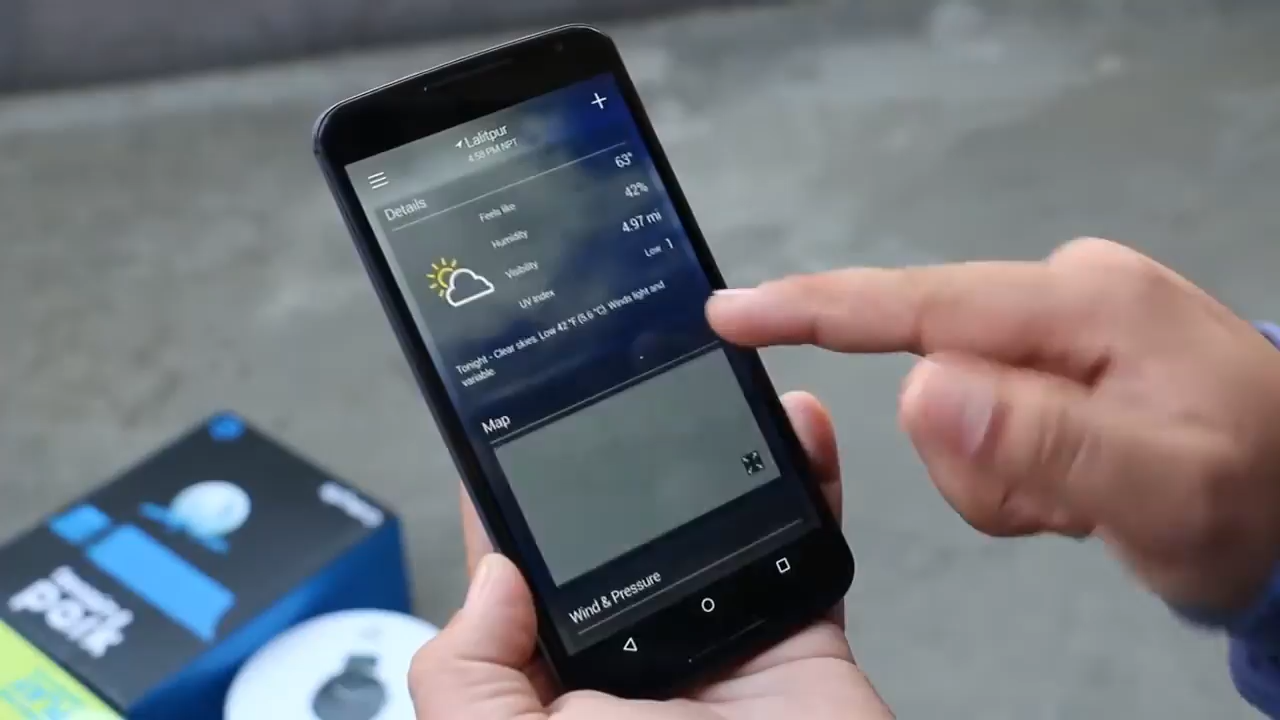 Lalitpur
4:58 PM NPT
Details
Feels like 63°
Humidity 42%
Visibility 4.97 mi
UV Index Low 1
Tonight - Clear skies. Low 42 °F (5.6 °C). Winds light and
variable
Map
Wind & Pressure
pork